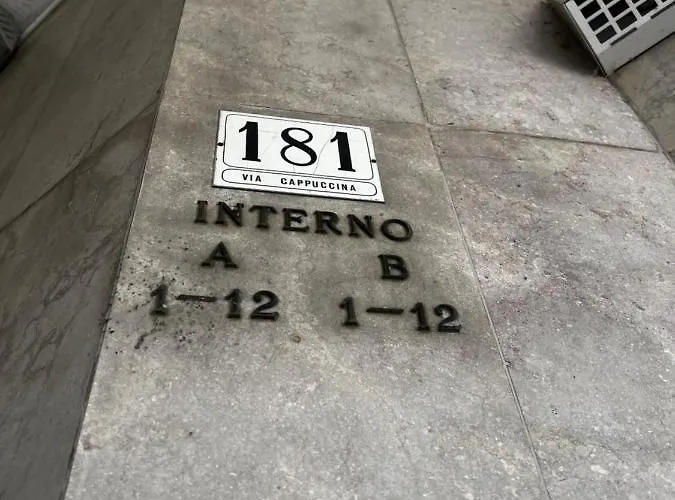 181
VIA CAPPUCCINA
INTERNO
A B
1-12 1-12